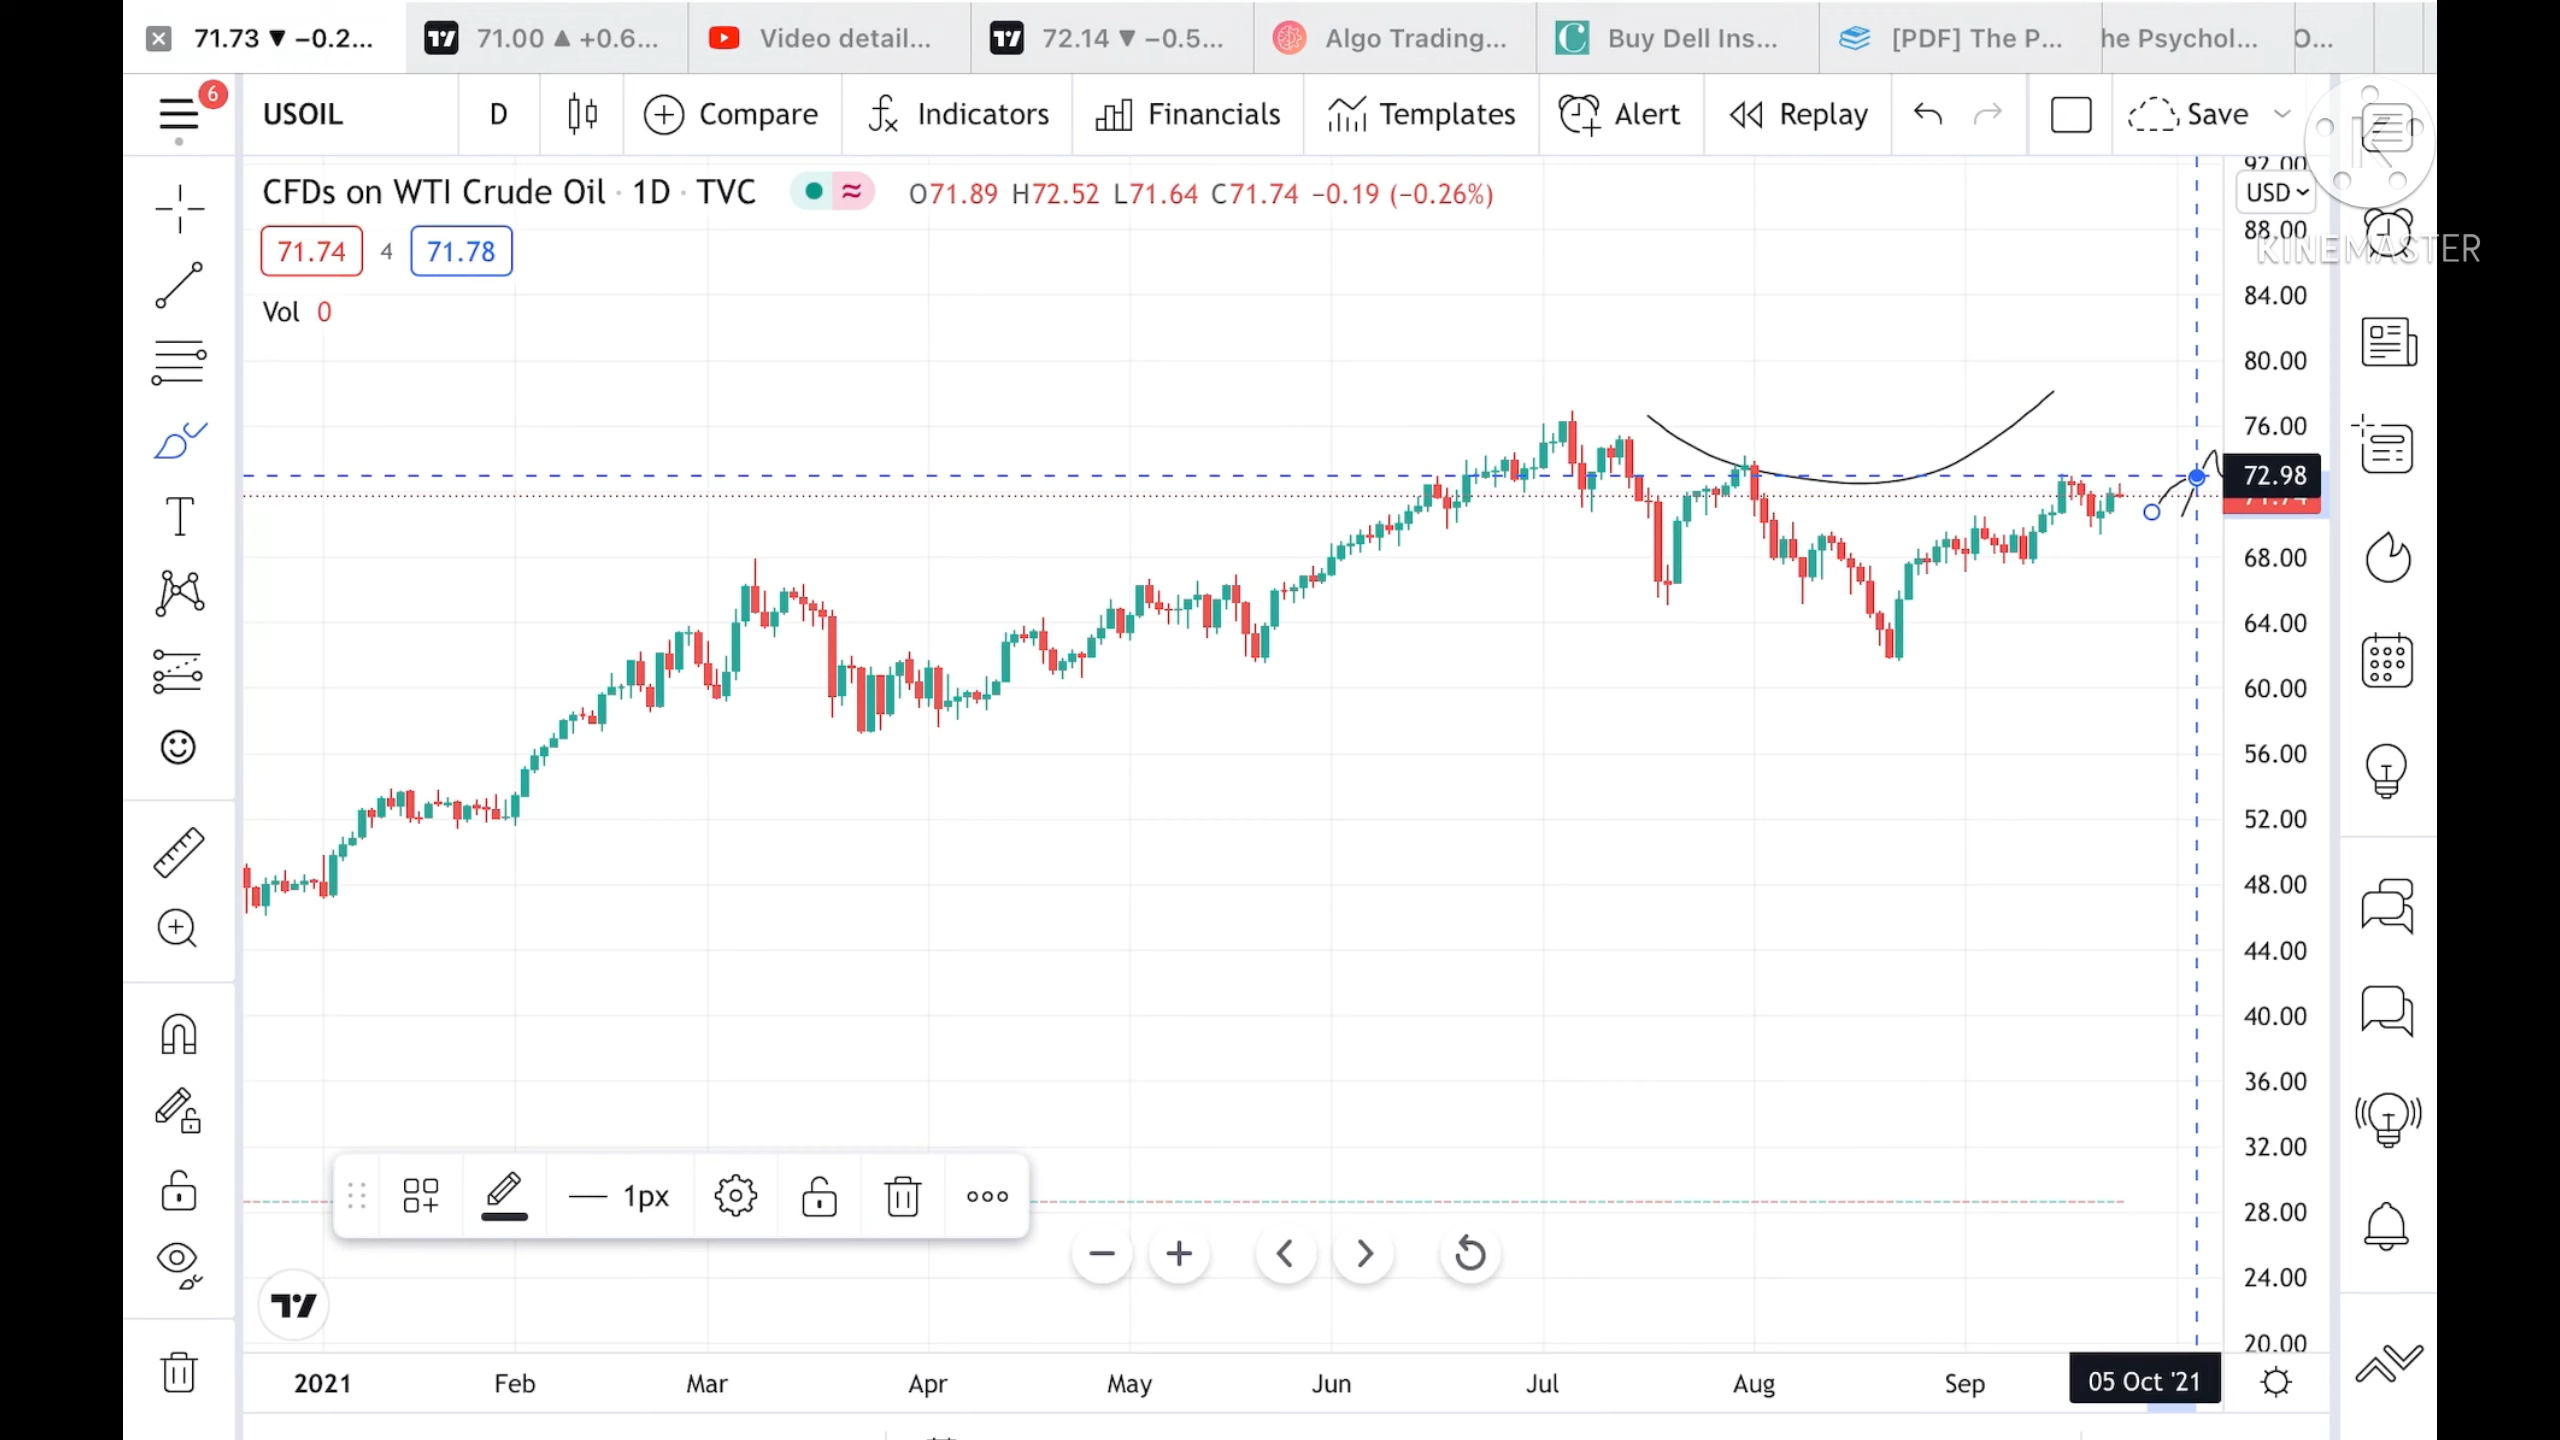 71.73 ▼ −0.2...
71.00 ▲ +0.6...
Video detail...
72.14 ▼ −0.5...
Algo Trading...
Buy Dell Ins...
[PDF] The P...
he Psychol...
O...
6
USOIL
D
Compare
Indicators
Financials
Templates
Alert
Replay
Save
CFDs on WTI Crude Oil · 1D · TVC
O71.89 H72.52 L71.64 C71.74 −0.19 (−0.26%)
71.74
4
71.78
Vol 0
KINEMASTER
92.00
USD
88.00
84.00
80.00
76.00
72.98
71.74
68.00
64.00
60.00
56.00
52.00
48.00
44.00
40.00
36.00
32.00
28.00
24.00
20.00
1px
2021
Feb
Mar
Apr
May
Jun
Jul
Aug
Sep
05 Oct '21